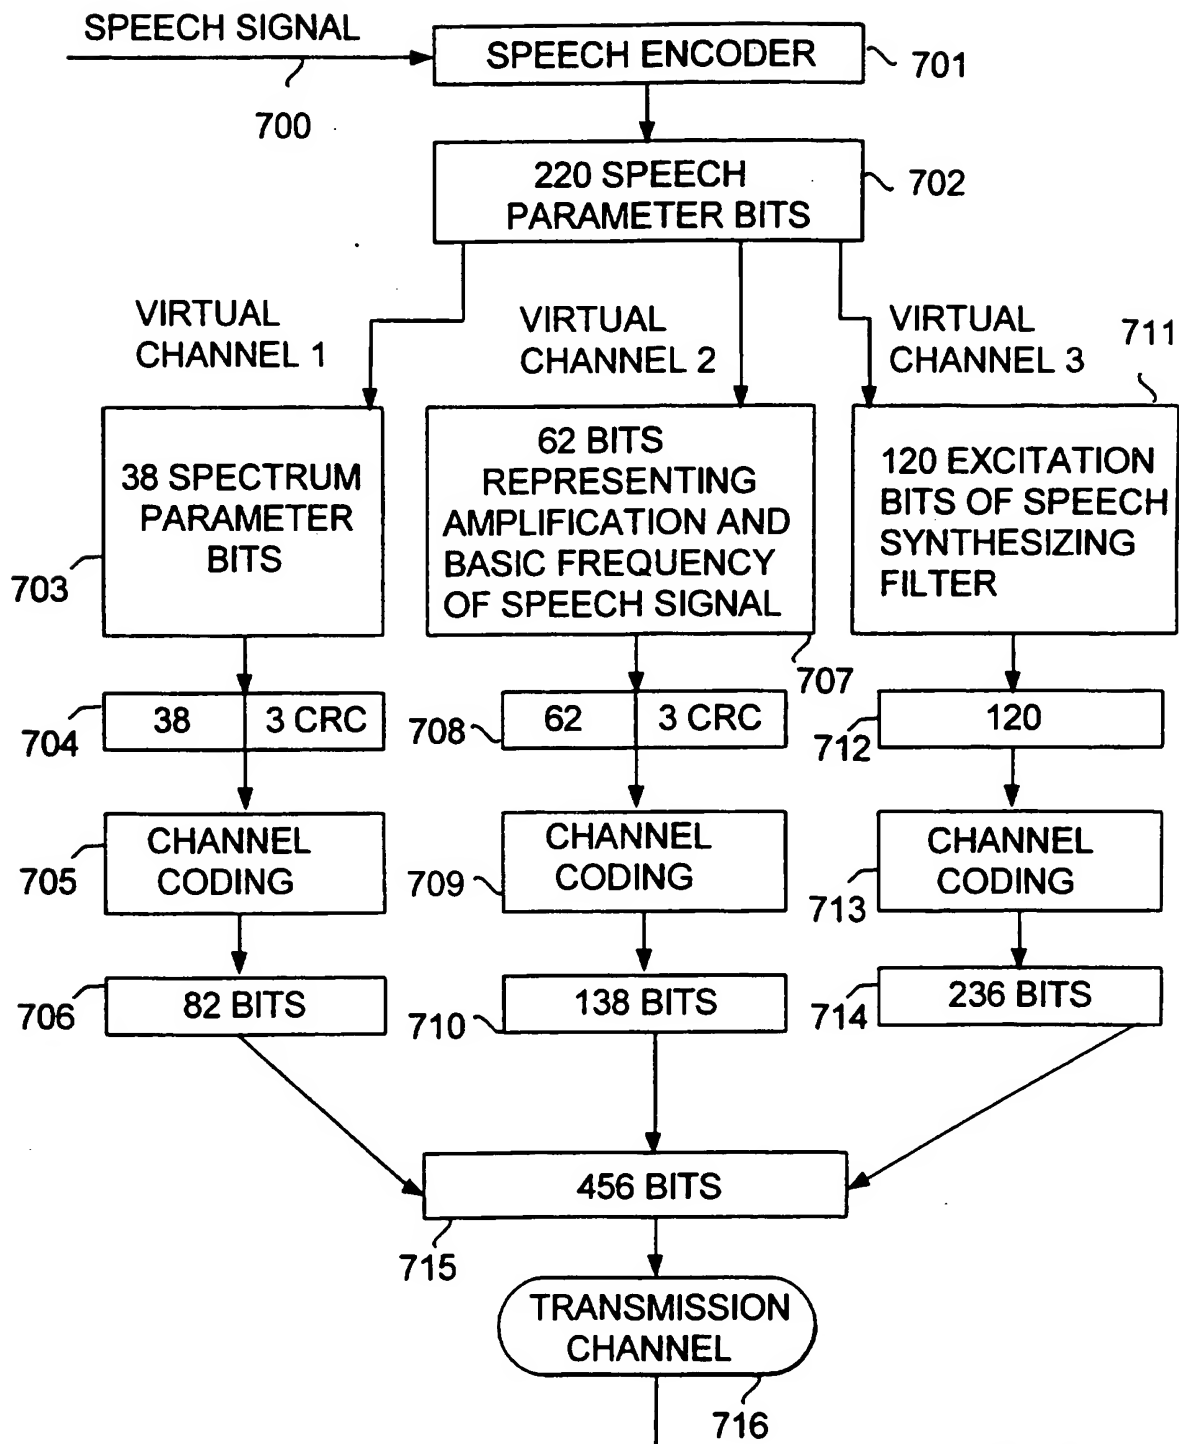 SPEECH SIGNAL
700
SPEECH ENCODER
701
220 SPEECH
PARAMETER BITS
702
VIRTUAL
CHANNEL 1
VIRTUAL
CHANNEL 2
VIRTUAL
CHANNEL 3
711
38 SPECTRUM
PARAMETER
BITS
703
62 BITS
REPRESENTING
AMPLIFICATION AND
BASIC FREQUENCY
OF SPEECH SIGNAL
707
120 EXCITATION
BITS OF SPEECH
SYNTHESIZING
FILTER
704
38
3 CRC
708
62
3 CRC
712
120
705
CHANNEL
CODING
709
CHANNEL
CODING
713
CHANNEL
CODING
706
82 BITS
710
138 BITS
714
236 BITS
456 BITS
715
TRANSMISSION
CHANNEL
716